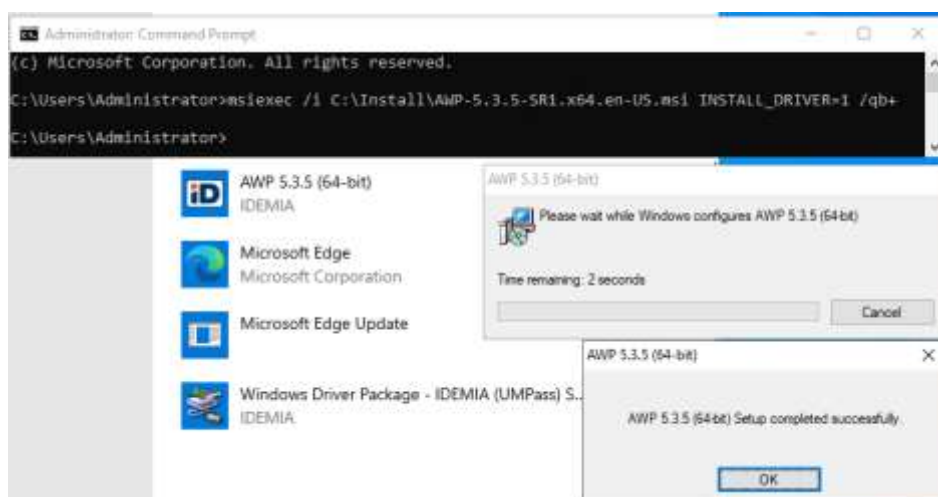 Administrator: Command Prompt
(c) Microsoft Corporation. All rights reserved.
C:\Users\Administrator>msiexec /i C:\Install\AWP-5.3.5-SR1.x64.en-US.msi INSTALL_DRIVER=1 /qb+
C:\Users\Administrator>
AWP 5.3.5 (64-bit)
IDEMIA
Microsoft Edge
Microsoft Corporation
Microsoft Edge Update
Windows Driver Package - IDEMIA (UMPass) S...
IDEMIA
AWP 5.3.5 (64-bit)
Please wait while Windows configures AWP 5.3.5 (64-bit)
Time remaining: 2 seconds
Cancel
AWP 5.3.5 (64-bit)
AWP 5.3.5 (64-bit) Setup completed successfully.
OK